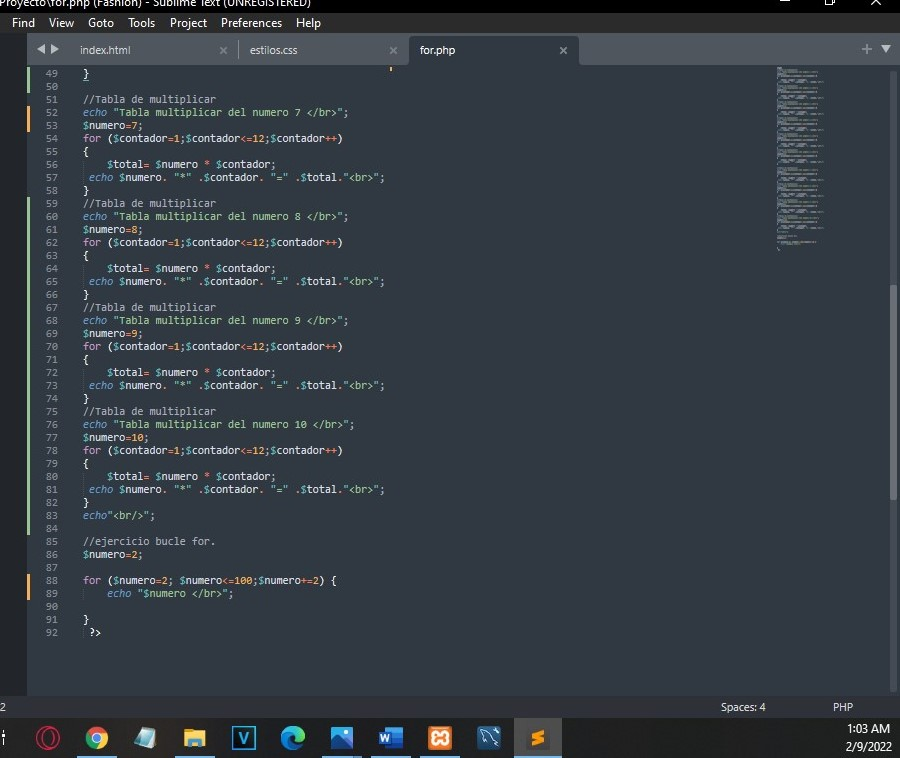 Proyecto\for.php (Fashion) - Sublime Text (UNREGISTERED)
Find View Goto Tools Project Preferences Help
index.html estilos.css for.php
49 }
50
51 //Tabla de multiplicar
52 echo "Tabla multiplicar del numero 7 </br>";
53 $numero=7;
54 for ($contador=1;$contador<=12;$contador++)
55 {
56 $total= $numero * $contador;
57 echo $numero. "*" .$contador. "=" .$total."<br>";
58 }
59 //Tabla de multiplicar
60 echo "Tabla multiplicar del numero 8 </br>";
61 $numero=8;
62 for ($contador=1;$contador<=12;$contador++)
63 {
64 $total= $numero * $contador;
65 echo $numero. "*" .$contador. "=" .$total."<br>";
66 }
67 //Tabla de multiplicar
68 echo "Tabla multiplicar del numero 9 </br>";
69 $numero=9;
70 for ($contador=1;$contador<=12;$contador++)
71 {
72 $total= $numero * $contador;
73 echo $numero. "*" .$contador. "=" .$total."<br>";
74 }
75 //Tabla de multiplicar
76 echo "Tabla multiplicar del numero 10 </br>";
77 $numero=10;
78 for ($contador=1;$contador<=12;$contador++)
79 {
80 $total= $numero * $contador;
81 echo $numero. "*" .$contador. "=" .$total."<br>";
82 }
83 echo"<br/>";
84
85 //ejercicio bucle for.
86 $numero=2;
87
88 for ($numero=2; $numero<=100;$numero+=2) {
89 echo "$numero </br>";
90
91 }
92 ?>
2 Spaces: 4 PHP
1:03 AM
2/9/2022